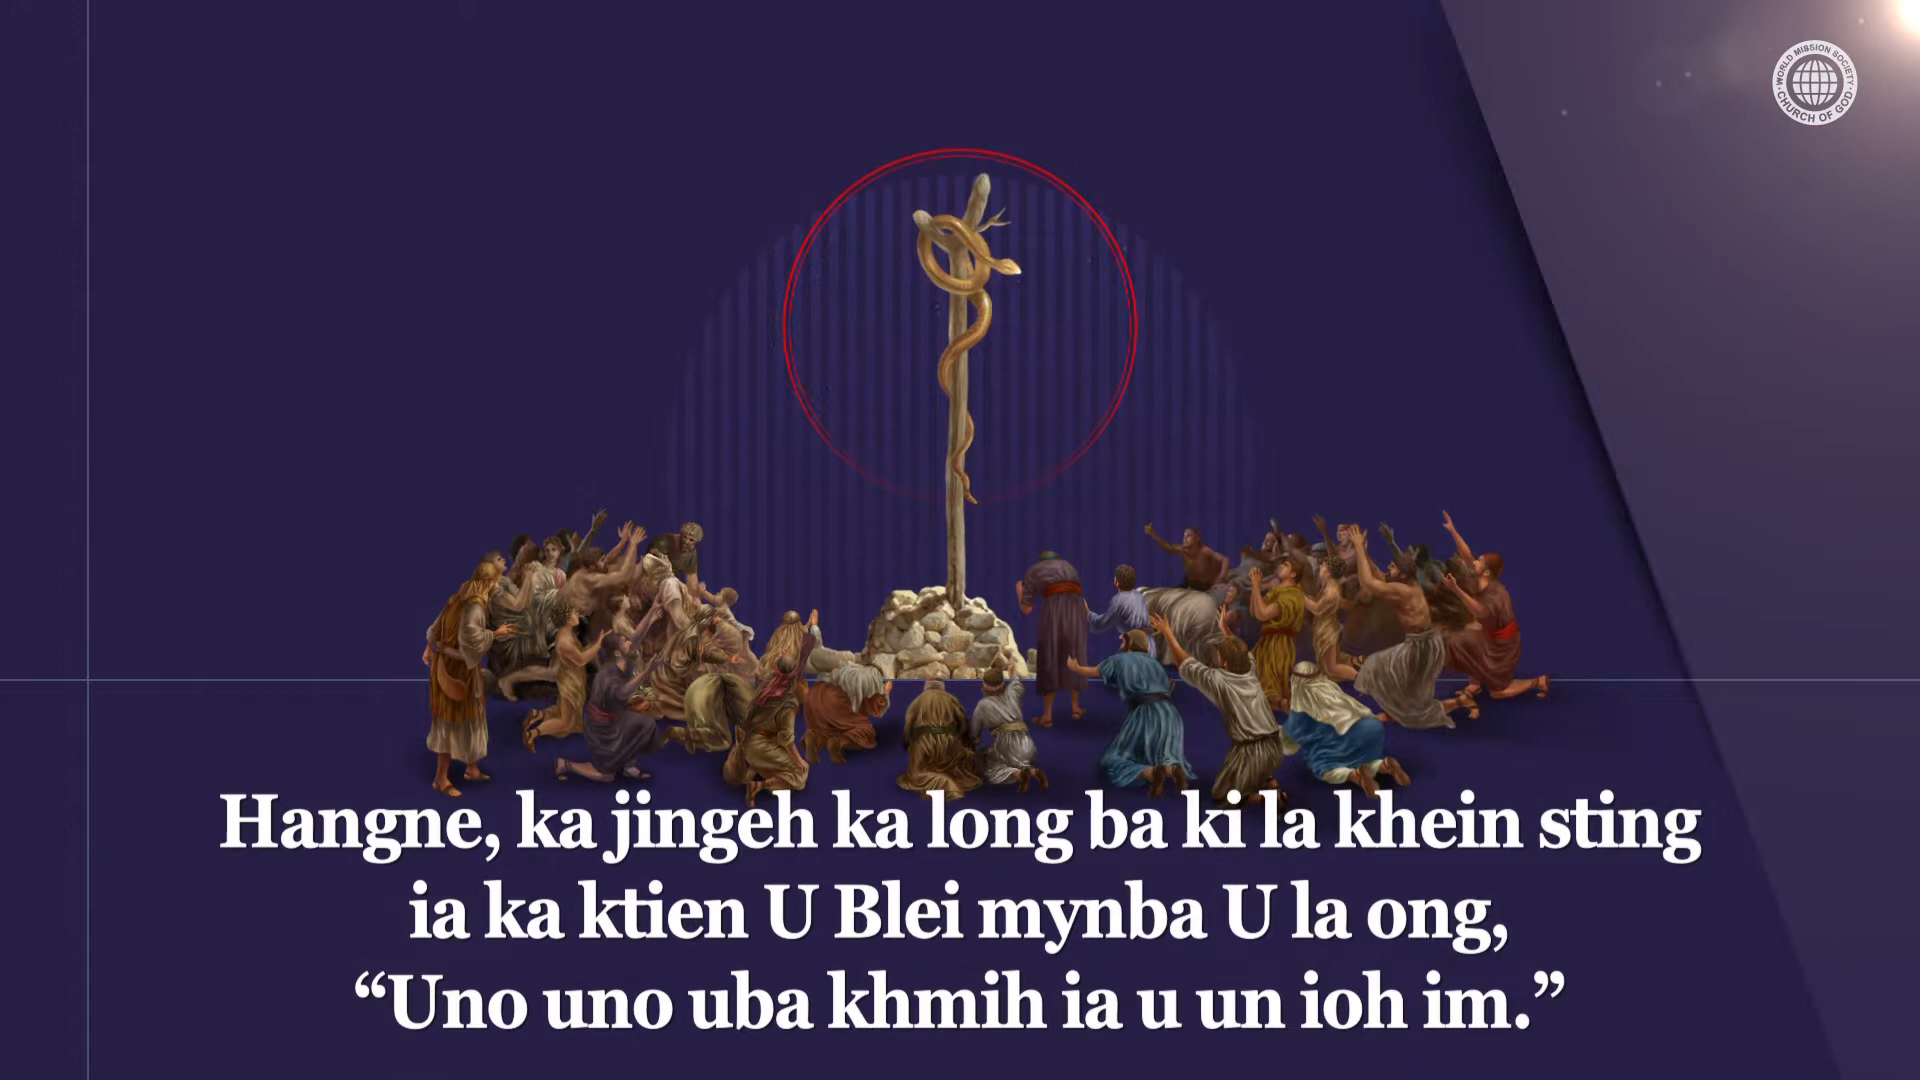 WORLD MISSION SOCIETY
CHURCH OF GOD
Hangne, ka jingeh ka long ba ki la khein sting
ia ka ktien U Blei mynba U la ong,
“Uno uno uba khmih ia u un ioh im.”